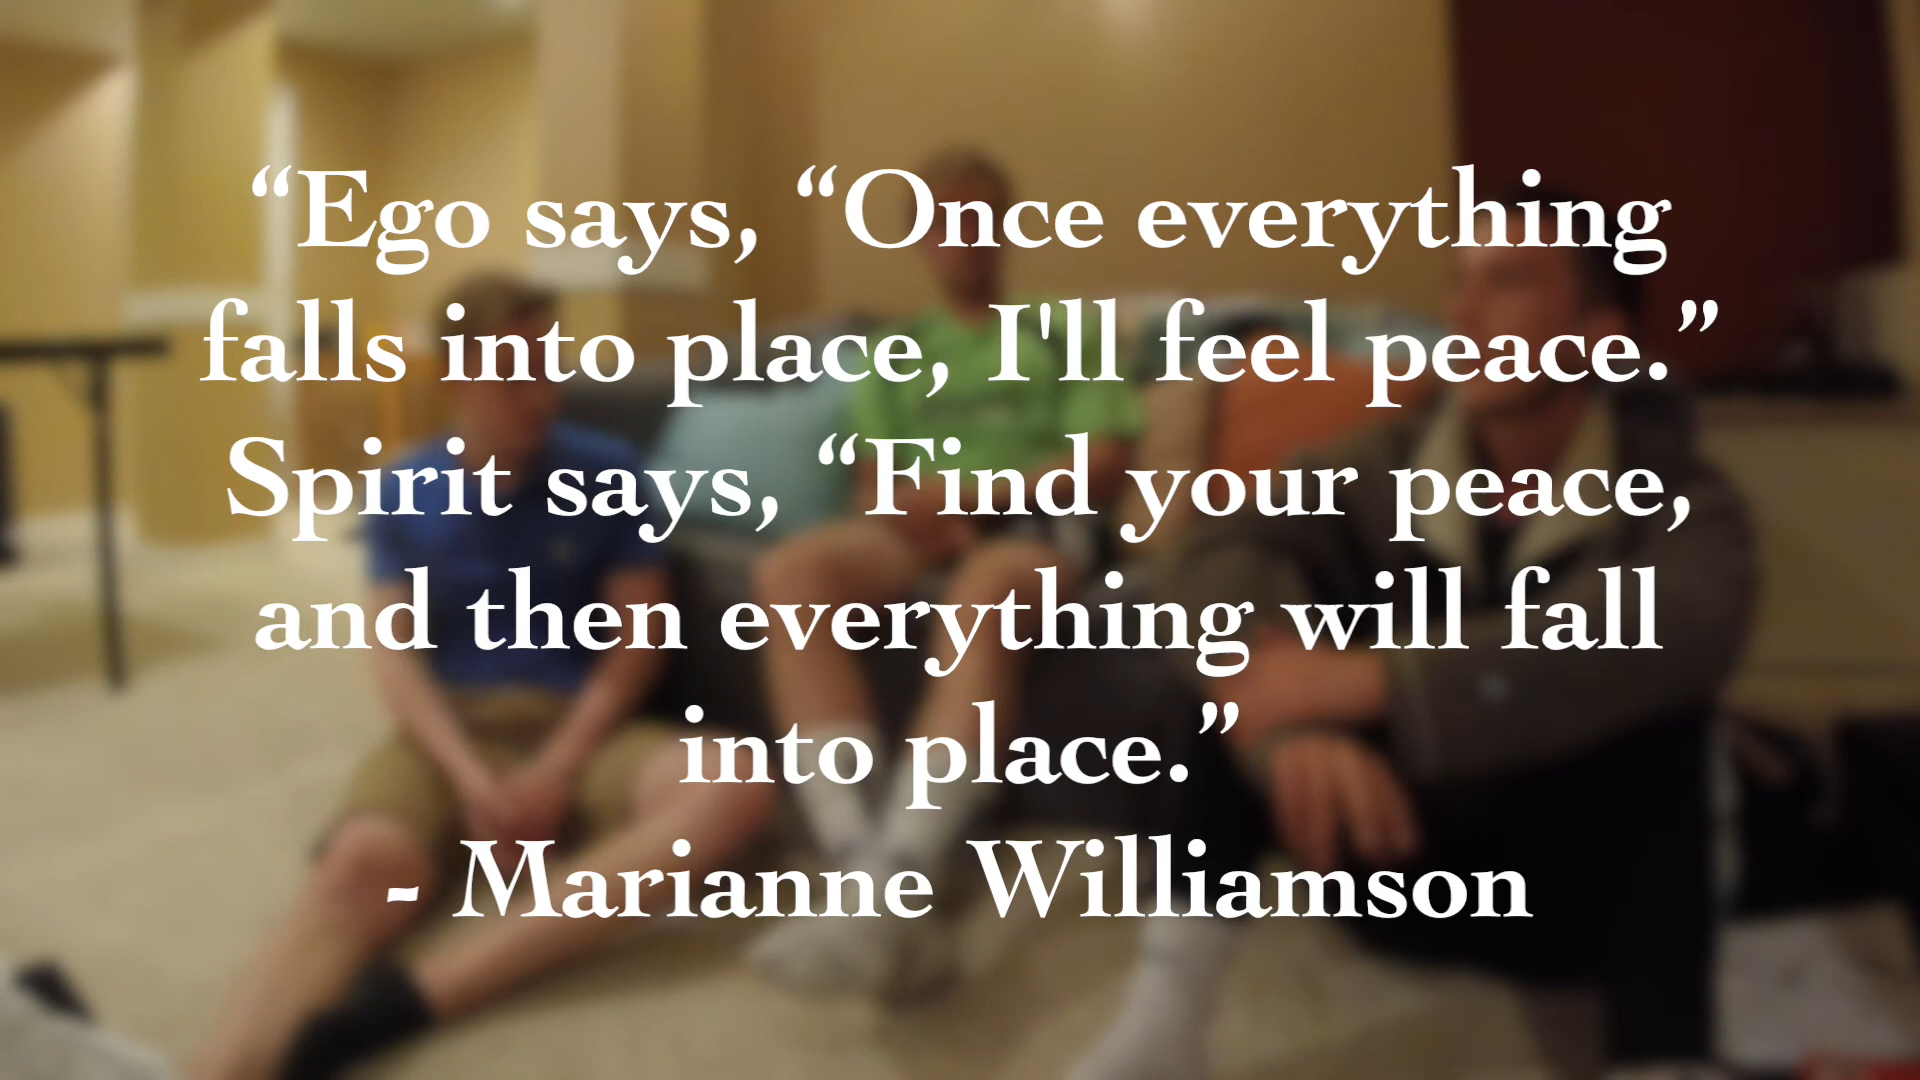 “Ego says, “Once everything
falls into place, I'll feel peace.”
Spirit says, “Find your peace,
and then everything will fall
into place.”
- Marianne Williamson